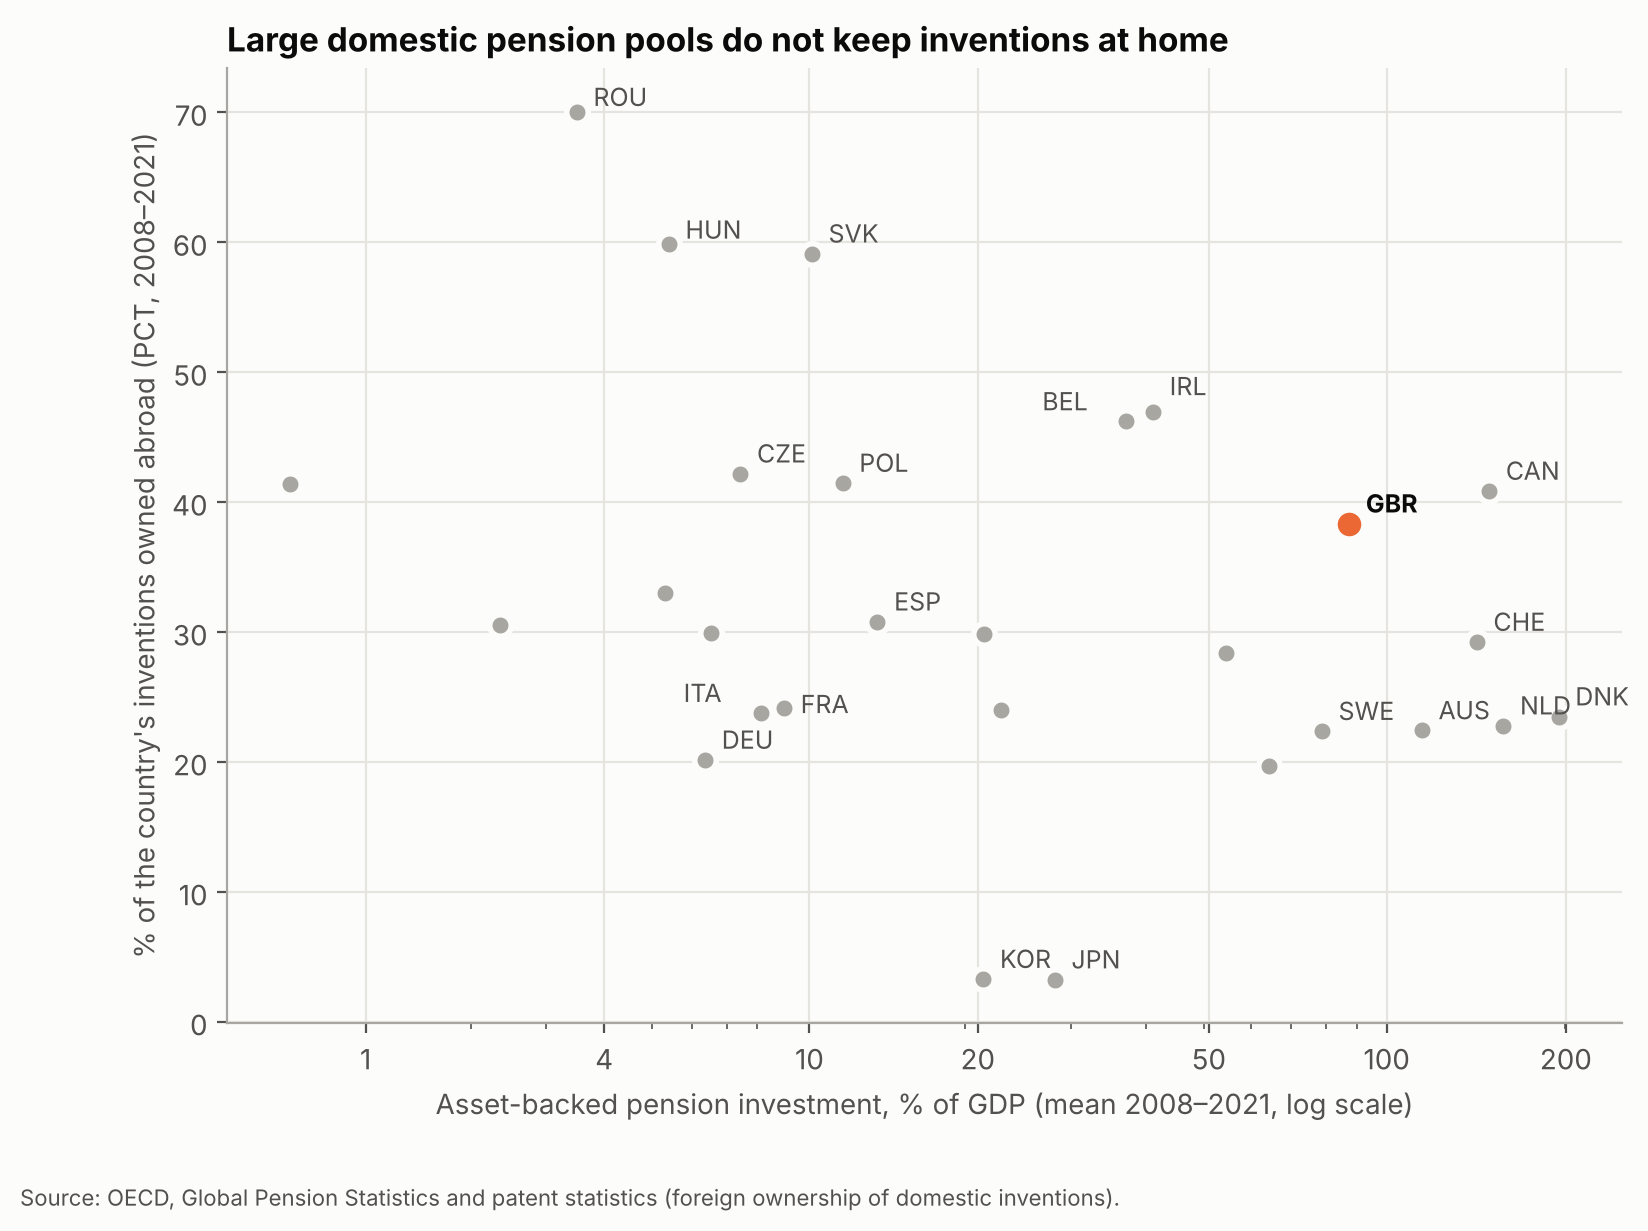 Large domestic pension pools do not keep inventions at home
% of the country's inventions owned abroad (PCT, 2008–2021)
70
60
50
40
30
20
10
0
ROU
HUN
SVK
IRL
BEL
CZE
POL
CAN
GBR
ESP
CHE
ITA
FRA
DNK
NLD
AUS
SWE
DEU
KOR
JPN
1
4
10
20
50
100
200
Asset-backed pension investment, % of GDP (mean 2008–2021, log scale)
Source: OECD, Global Pension Statistics and patent statistics (foreign ownership of domestic inventions).